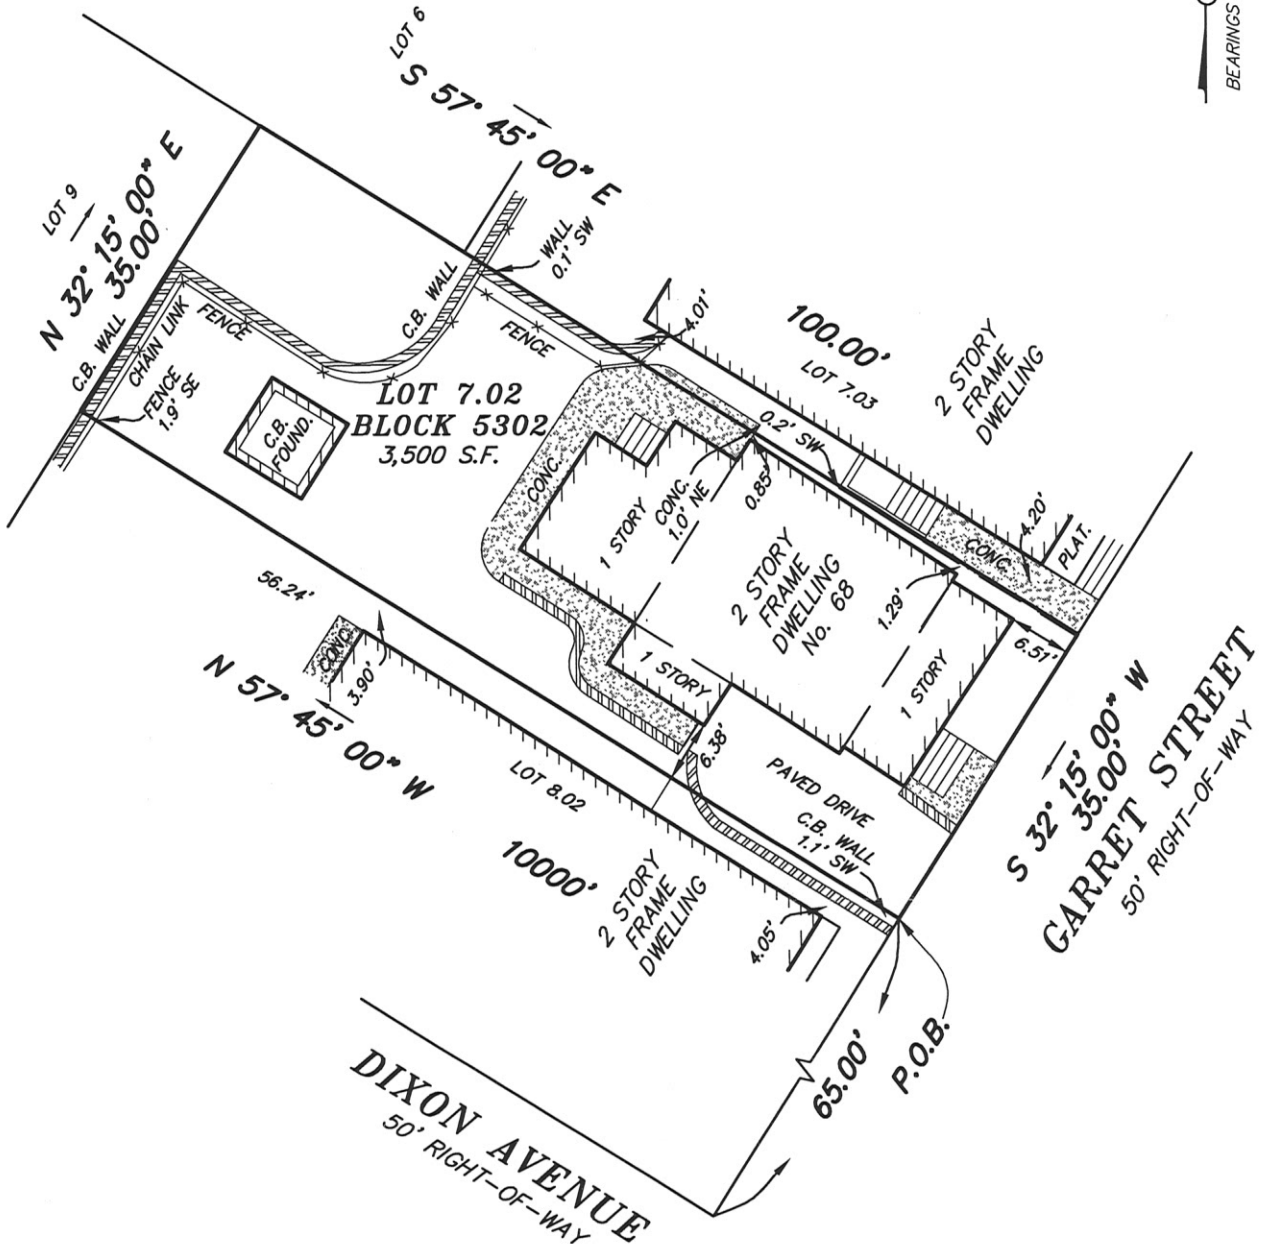 BEARINGS
LOT 6
S 57° 45' 00" E
LOT 9
N 32° 15' 00" E
35.00'
C.B. WALL
CHAIN LINK
FENCE
FENCE
1.9' SE
C.B. WALL
WALL
0.1' SW
FENCE
4.01'
100.00'
LOT 7.03
2 STORY
FRAME
DWELLING
LOT 7.02
BLOCK 5302
3,500 S.F.
C.B.
FOUND.
CONC.
1 STORY
CONC.
1.0' NE
0.85'
0.2' SW
2 STORY
FRAME
DWELLING
No. 68
CONC.
4.20'
PLAT.
1.29'
1 STORY
6.51'
1 STORY
6.38'
PAVED DRIVE
C.B. WALL
1.1' SW
56.24'
CONC.
3.90'
N 57° 45' 00" W
LOT 8.02
10000'
2 STORY
FRAME
DWELLING
4.05'
S 32° 15' 00" W
35.00'
GARRET STREET
50' RIGHT-OF-WAY
65.00'
P.O.B.
DIXON AVENUE
50' RIGHT-OF-WAY